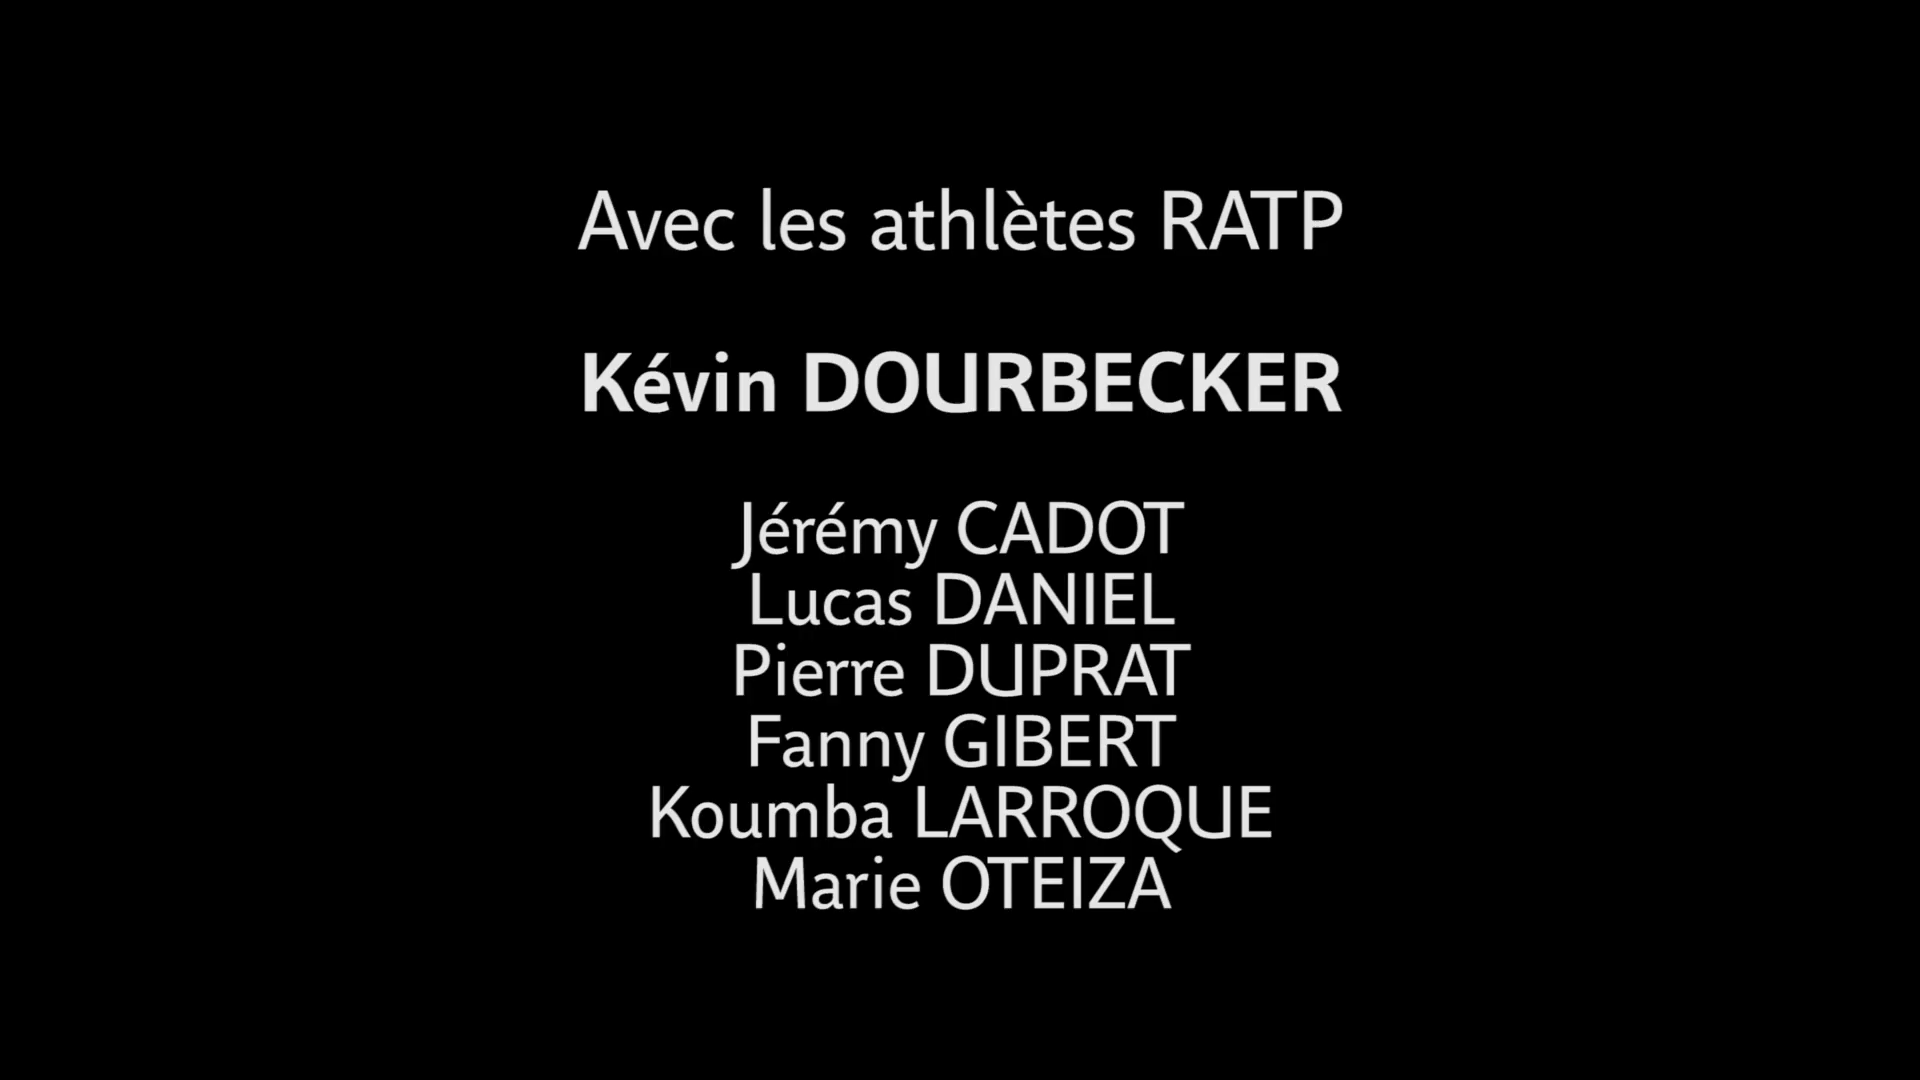 Avec les athlètes RATP
Kévin DOURBECKER
Jérémy CADOT
Lucas DANIEL
Pierre DUPRAT
Fanny GIBERT
Koumba LARROQUE
Marie OTEIZA